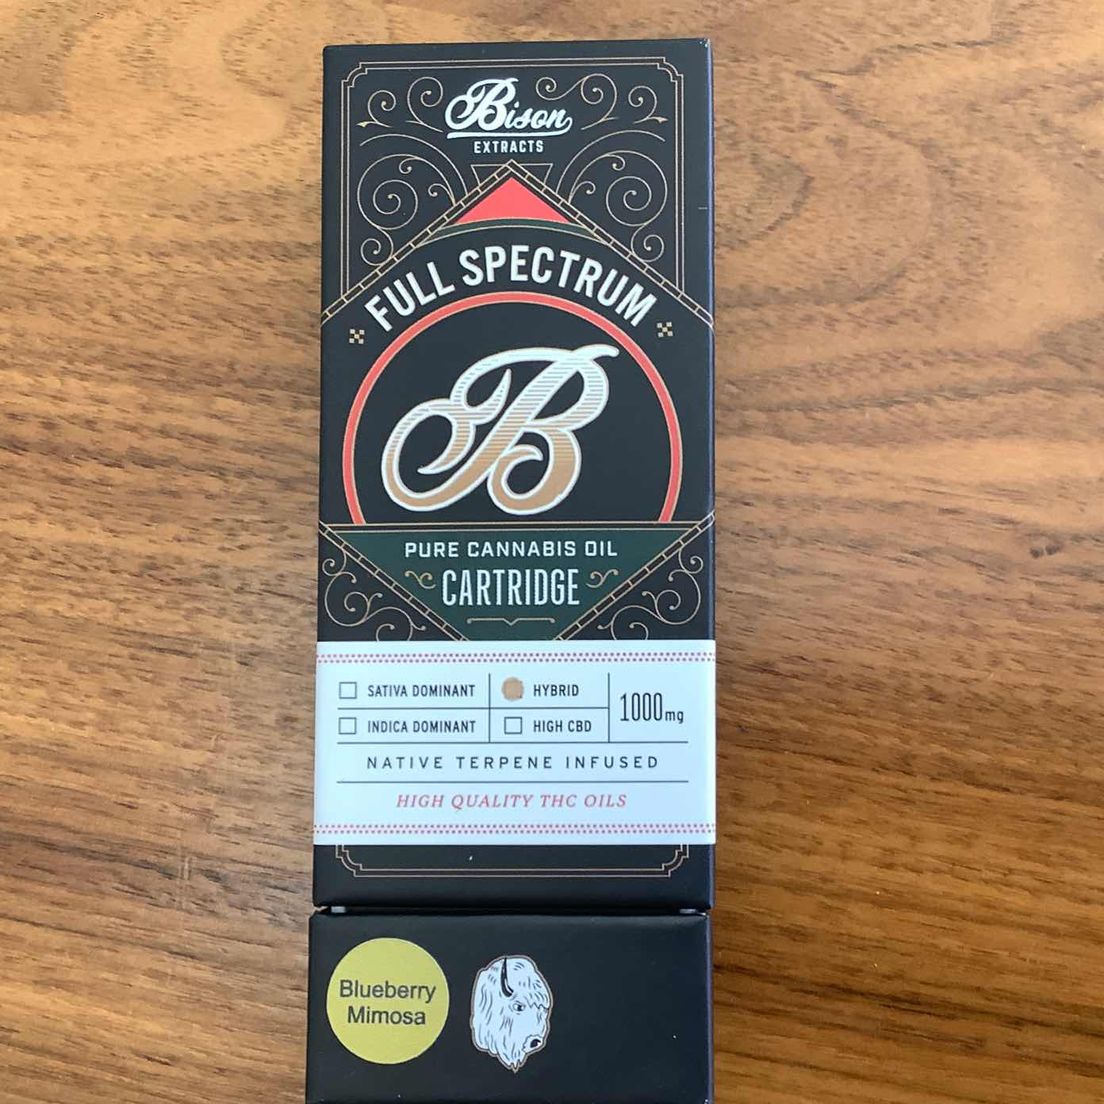 Bison
EXTRACTS
FULL SPECTRUM
B
PURE CANNABIS OIL
CARTRIDGE
SATIVA DOMINANT
HYBRID
INDICA DOMINANT
HIGH CBD
1000mg
NATIVE TERPENE INFUSED
HIGH QUALITY THC OILS
Blueberry
Mimosa